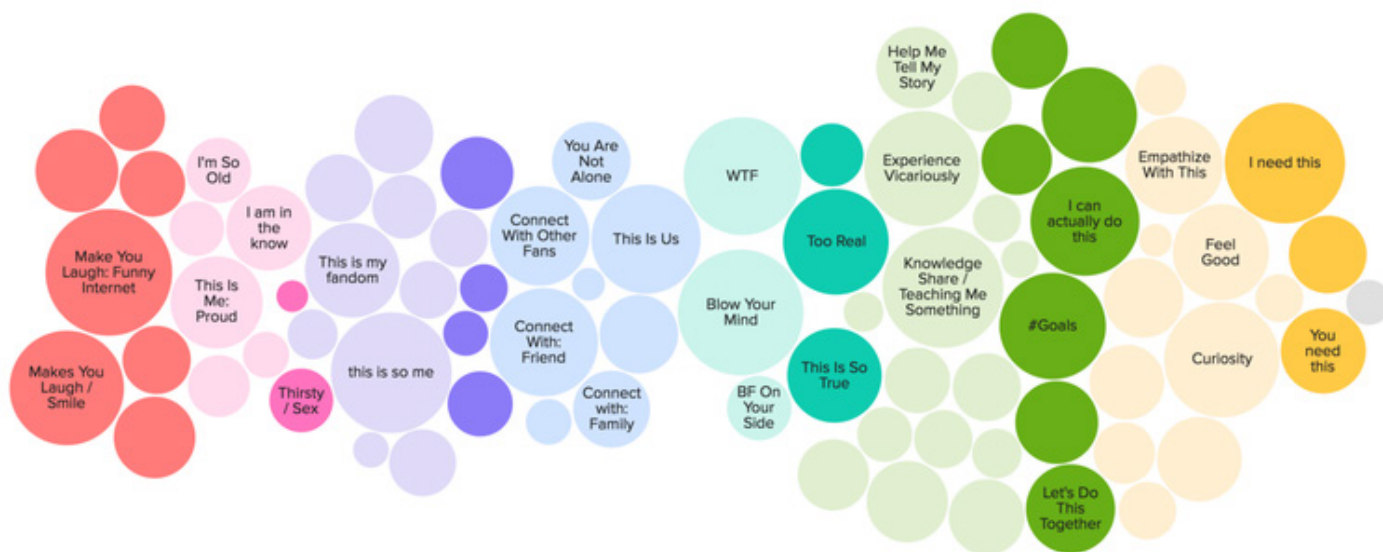 Make You
Laugh: Funny
Internet
Makes You
Laugh /
Smile
I'm So
Old
I am in
the
know
This Is
Me:
Proud
Thirsty
/ Sex
This is my
fandom
this is so me
You Are
Not
Alone
Connect
With Other
Fans
This Is Us
Connect
With:
Friend
Connect
with:
Family
WTF
Blow Your
Mind
BF On
Your
Side
Too Real
This Is So
True
Help Me
Tell My
Story
Experience
Vicariously
Knowledge
Share /
Teaching Me
Something
I can
actually do
this
#Goals
Let's Do
This
Together
Empathize
With This
Feel
Good
Curiosity
I need this
You
need
this